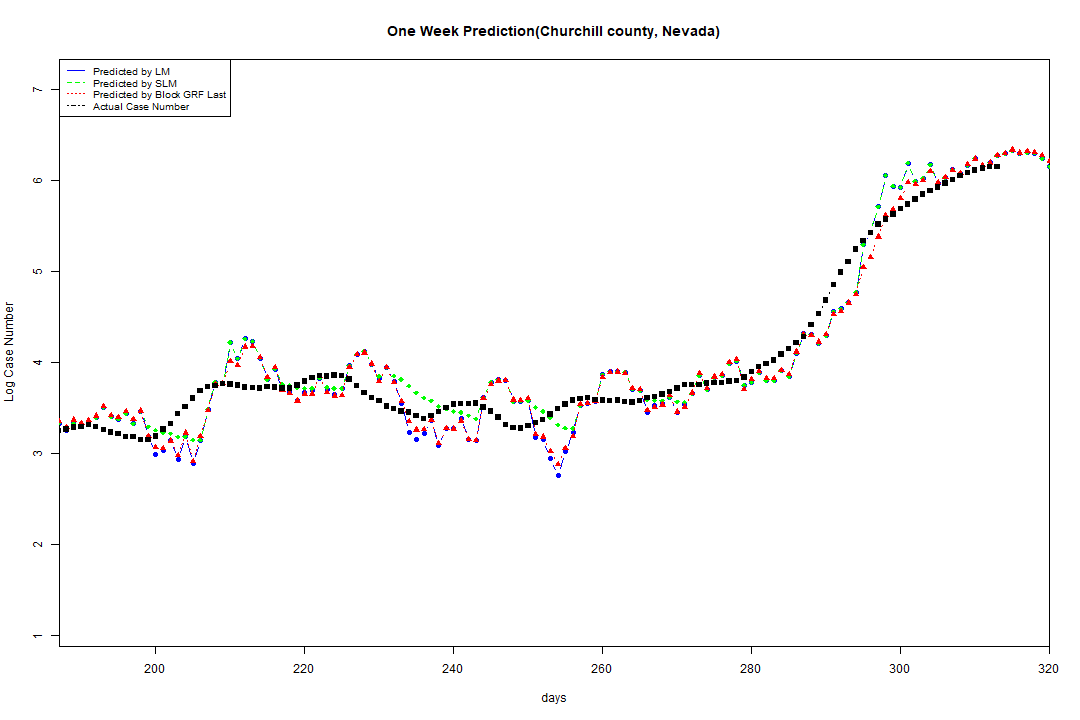 One Week Prediction(Churchill county, Nevada)
Predicted by LM
Predicted by SLM
Predicted by Block GRF Last
Actual Case Number
7
6
5
4
3
2
1
Log Case Number
200 210 220 240 260 280 300 320
days